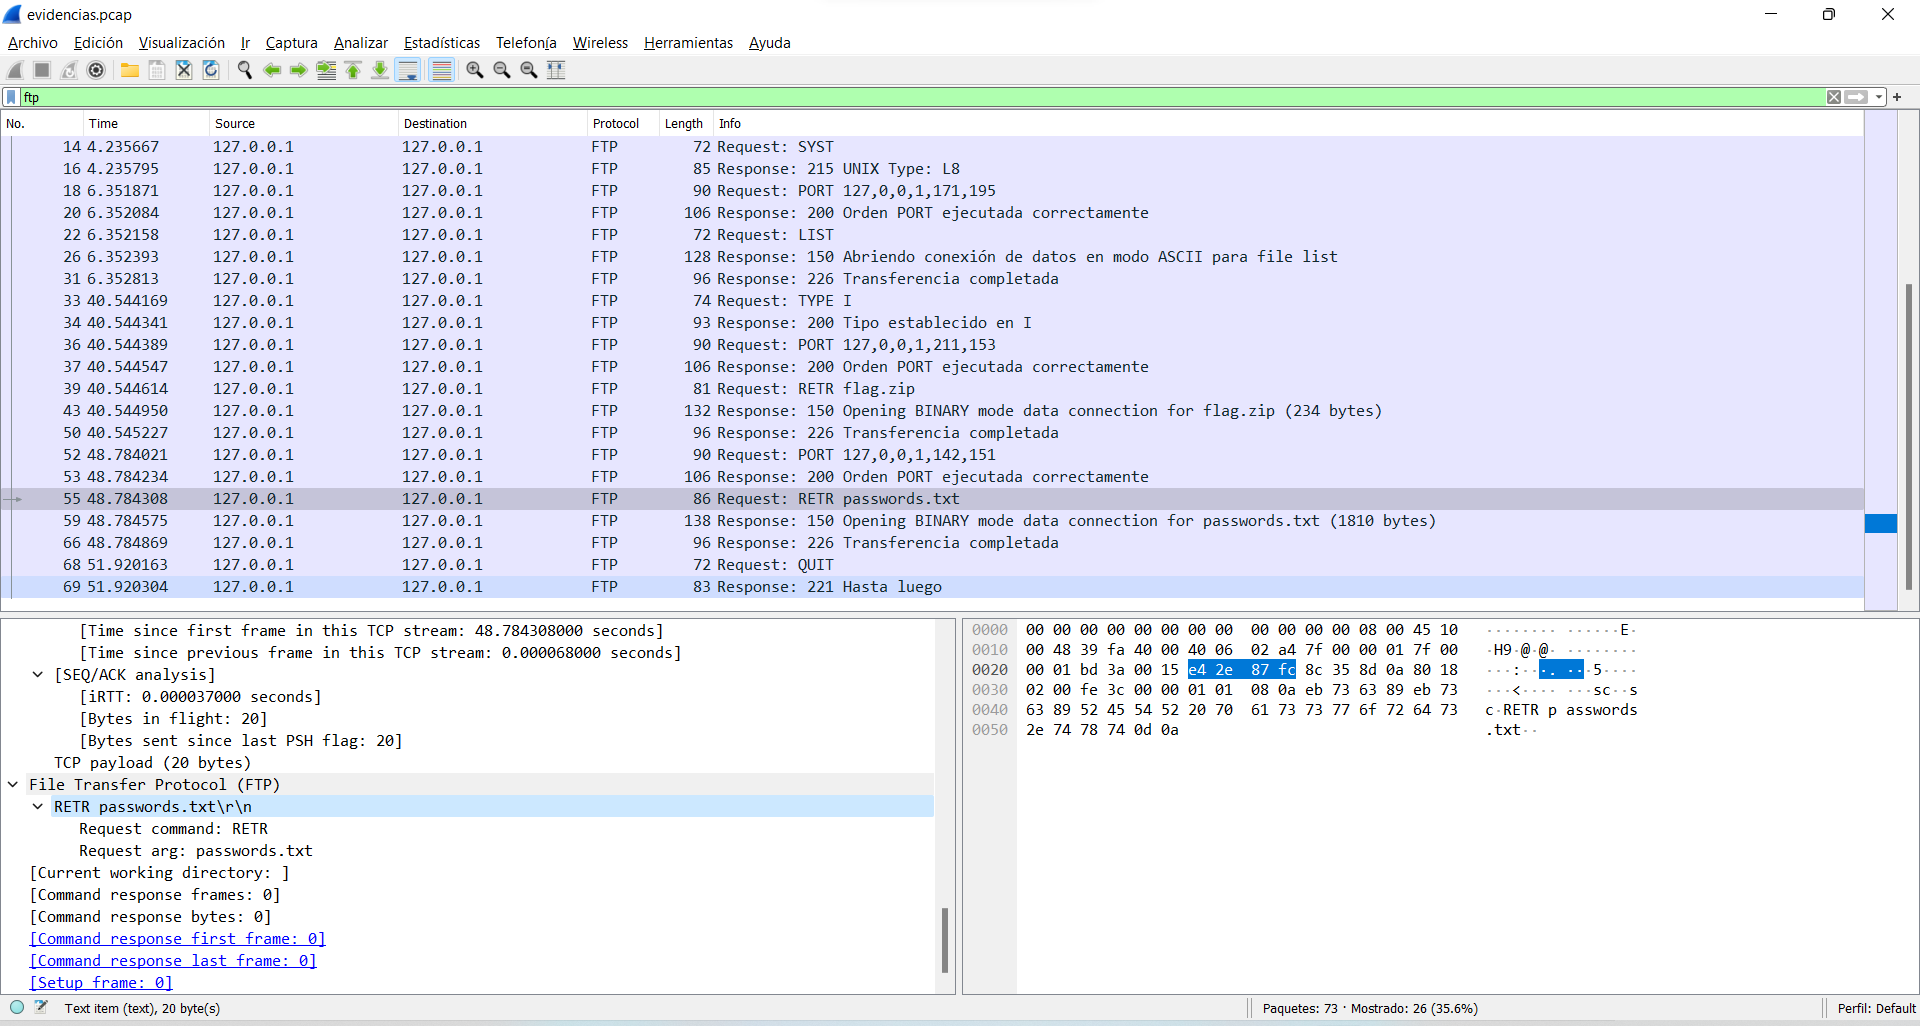 evidencias.pcap
Archivo Edición Visualización Ir Captura Analizar Estadísticas Telefonía Wireless Herramientas Ayuda
ftp
No. Time Source Destination Protocol Length Info
14 4.235667 127.0.0.1 127.0.0.1 FTP 72 Request: SYST
16 4.235795 127.0.0.1 127.0.0.1 FTP 85 Response: 215 UNIX Type: L8
18 6.351871 127.0.0.1 127.0.0.1 FTP 90 Request: PORT 127,0,0,1,171,195
20 6.352084 127.0.0.1 127.0.0.1 FTP 106 Response: 200 Orden PORT ejecutada correctamente
22 6.352158 127.0.0.1 127.0.0.1 FTP 72 Request: LIST
26 6.352393 127.0.0.1 127.0.0.1 FTP 128 Response: 150 Abriendo conexión de datos en modo ASCII para file list
31 6.352813 127.0.0.1 127.0.0.1 FTP 96 Response: 226 Transferencia completada
33 40.544169 127.0.0.1 127.0.0.1 FTP 74 Request: TYPE I
34 40.544341 127.0.0.1 127.0.0.1 FTP 93 Response: 200 Tipo establecido en I
36 40.544389 127.0.0.1 127.0.0.1 FTP 90 Request: PORT 127,0,0,1,211,153
37 40.544547 127.0.0.1 127.0.0.1 FTP 106 Response: 200 Orden PORT ejecutada correctamente
39 40.544614 127.0.0.1 127.0.0.1 FTP 81 Request: RETR flag.zip
43 40.544950 127.0.0.1 127.0.0.1 FTP 132 Response: 150 Opening BINARY mode data connection for flag.zip (234 bytes)
50 40.545227 127.0.0.1 127.0.0.1 FTP 96 Response: 226 Transferencia completada
52 48.784021 127.0.0.1 127.0.0.1 FTP 90 Request: PORT 127,0,0,1,142,151
53 48.784234 127.0.0.1 127.0.0.1 FTP 106 Response: 200 Orden PORT ejecutada correctamente
55 48.784308 127.0.0.1 127.0.0.1 FTP 86 Request: RETR passwords.txt
59 48.784575 127.0.0.1 127.0.0.1 FTP 138 Response: 150 Opening BINARY mode data connection for passwords.txt (1810 bytes)
66 48.784869 127.0.0.1 127.0.0.1 FTP 96 Response: 226 Transferencia completada
68 51.920163 127.0.0.1 127.0.0.1 FTP 72 Request: QUIT
69 51.920304 127.0.0.1 127.0.0.1 FTP 83 Response: 221 Hasta luego
[Time since first frame in this TCP stream: 48.784308000 seconds]
[Time since previous frame in this TCP stream: 0.000068000 seconds]
[SEQ/ACK analysis]
[iRTT: 0.000037000 seconds]
[Bytes in flight: 20]
[Bytes sent since last PSH flag: 20]
TCP payload (20 bytes)
File Transfer Protocol (FTP)
RETR passwords.txt\r\n
Request command: RETR
Request arg: passwords.txt
[Current working directory: ]
[Command response frames: 0]
[Command response bytes: 0]
[Command response first frame: 0]
[Command response last frame: 0]
[Setup frame: 0]
0000 00 00 00 00 00 00 00 00 00 00 00 00 08 00 45 10 ········ ······E·
0010 00 48 39 fa 40 00 40 06 02 a4 7f 00 00 01 7f 00 ·H9·@·@· ········
0020 00 01 bd 3a 00 15 e4 2e 87 fc 8c 35 8d 0a 80 18 ···:···. ···5····
0030 02 00 fe 3c 00 00 01 01 08 0a eb 73 63 89 eb 73 ···<···· ···sc··s
0040 63 89 52 45 54 52 20 70 61 73 73 77 6f 72 64 73 c·RETR p asswords
0050 2e 74 78 74 0d 0a .txt··
Text item (text), 20 byte(s)
Paquetes: 73 · Mostrado: 26 (35.6%)
Perfil: Default